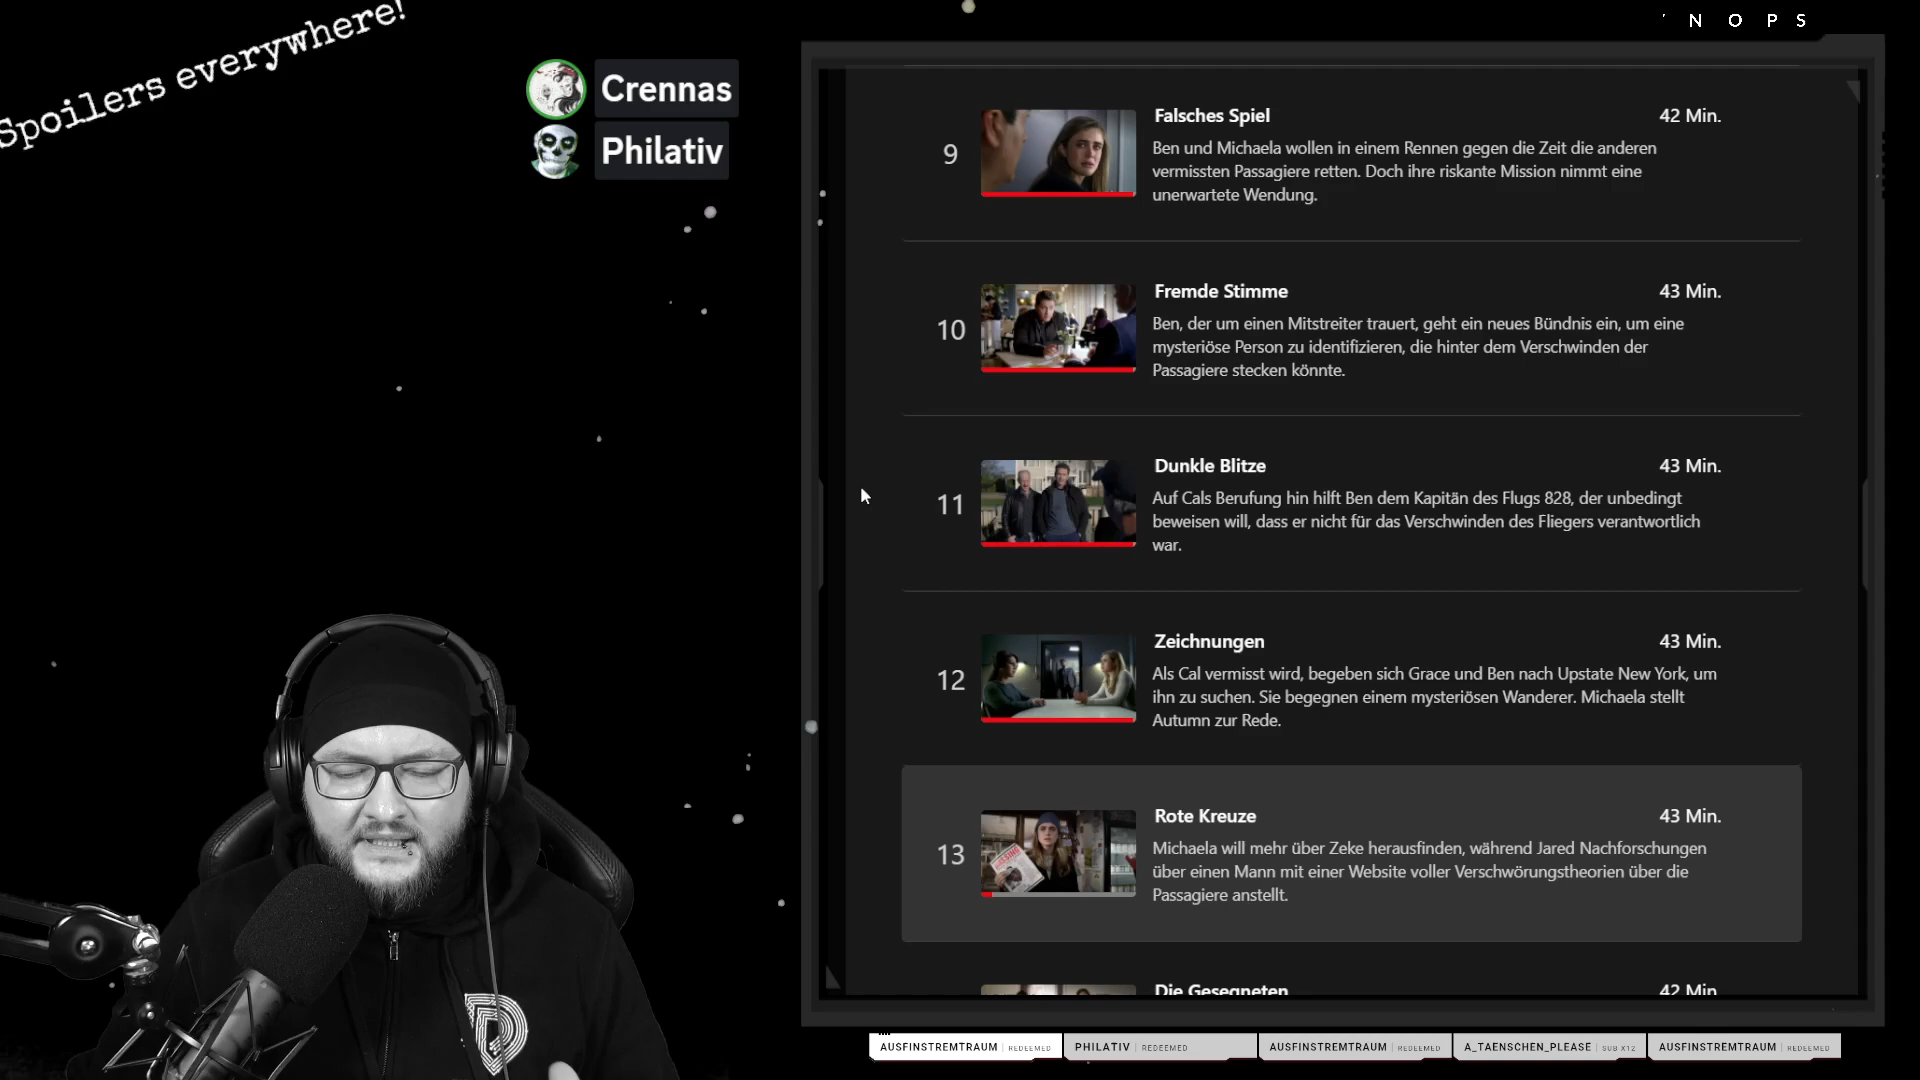 Spoilers everywhere!
' N O P S
Crennas
Philativ
9
Falsches Spiel
42 Min.
Ben und Michaela wollen in einem Rennen gegen die Zeit die anderen
vermissten Passagiere retten. Doch ihre riskante Mission nimmt eine
unerwartete Wendung.
10
Fremde Stimme
43 Min.
Ben, der um einen Mitstreiter trauert, geht ein neues Bündnis ein, um eine
mysteriöse Person zu identifizieren, die hinter dem Verschwinden der
Passagiere stecken könnte.
11
Dunkle Blitze
43 Min.
Auf Cals Berufung hin hilft Ben dem Kapitän des Flugs 828, der unbedingt
beweisen will, dass er nicht für das Verschwinden des Fliegers verantwortlich
war.
12
Zeichnungen
43 Min.
Als Cal vermisst wird, begeben sich Grace und Ben nach Upstate New York, um
ihn zu suchen. Sie begegnen einem mysteriösen Wanderer. Michaela stellt
Autumn zur Rede.
13
Rote Kreuze
43 Min.
Michaela will mehr über Zeke herausfinden, während Jared Nachforschungen
über einen Mann mit einer Website voller Verschwörungstheorien über die
Passagiere anstellt.
Die Gesegneten
42 Min.
AUSFINSTREMTRAUM | REDEEMED
PHILATIV | REDEEMED
AUSFINSTREMTRAUM | REDEEMED
A_TAENSCHEN_PLEASE | SUB X12
AUSFINSTREMTRAUM | REDEEMED